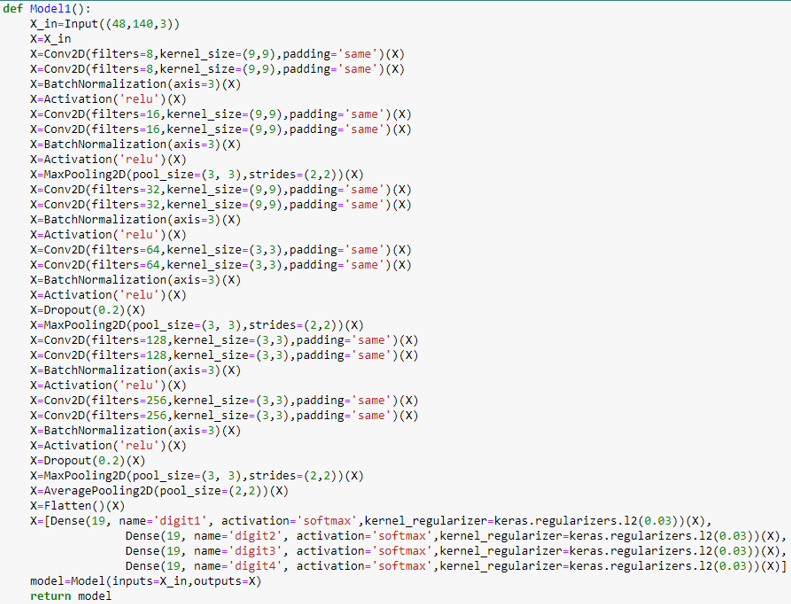 def Model1():
    X_in=Input((48,140,3))
    X=X_in
    X=Conv2D(filters=8,kernel_size=(9,9),padding='same')(X)
    X=Conv2D(filters=8,kernel_size=(9,9),padding='same')(X)
    X=BatchNormalization(axis=3)(X)
    X=Activation('relu')(X)
    X=Conv2D(filters=16,kernel_size=(9,9),padding='same')(X)
    X=Conv2D(filters=16,kernel_size=(9,9),padding='same')(X)
    X=BatchNormalization(axis=3)(X)
    X=Activation('relu')(X)
    X=MaxPooling2D(pool_size=(3, 3),strides=(2,2))(X)
    X=Conv2D(filters=32,kernel_size=(9,9),padding='same')(X)
    X=Conv2D(filters=32,kernel_size=(9,9),padding='same')(X)
    X=BatchNormalization(axis=3)(X)
    X=Activation('relu')(X)
    X=Conv2D(filters=64,kernel_size=(3,3),padding='same')(X)
    X=Conv2D(filters=64,kernel_size=(3,3),padding='same')(X)
    X=BatchNormalization(axis=3)(X)
    X=Activation('relu')(X)
    X=Dropout(0.2)(X)
    X=MaxPooling2D(pool_size=(3, 3),strides=(2,2))(X)
    X=Conv2D(filters=128,kernel_size=(3,3),padding='same')(X)
    X=Conv2D(filters=128,kernel_size=(3,3),padding='same')(X)
    X=BatchNormalization(axis=3)(X)
    X=Activation('relu')(X)
    X=Conv2D(filters=256,kernel_size=(3,3),padding='same')(X)
    X=Conv2D(filters=256,kernel_size=(3,3),padding='same')(X)
    X=BatchNormalization(axis=3)(X)
    X=Activation('relu')(X)
    X=Dropout(0.2)(X)
    X=MaxPooling2D(pool_size=(3, 3),strides=(2,2))(X)
    X=AveragePooling2D(pool_size=(2,2))(X)
    X=Flatten()(X)
    X=[Dense(19, name='digit1', activation='softmax',kernel_regularizer=keras.regularizers.l2(0.03))(X),
                 Dense(19, name='digit2', activation='softmax',kernel_regularizer=keras.regularizers.l2(0.03))(X),
                 Dense(19, name='digit3', activation='softmax',kernel_regularizer=keras.regularizers.l2(0.03))(X),
                 Dense(19, name='digit4', activation='softmax',kernel_regularizer=keras.regularizers.l2(0.03))(X)]
    model=Model(inputs=X_in,outputs=X)
    return model